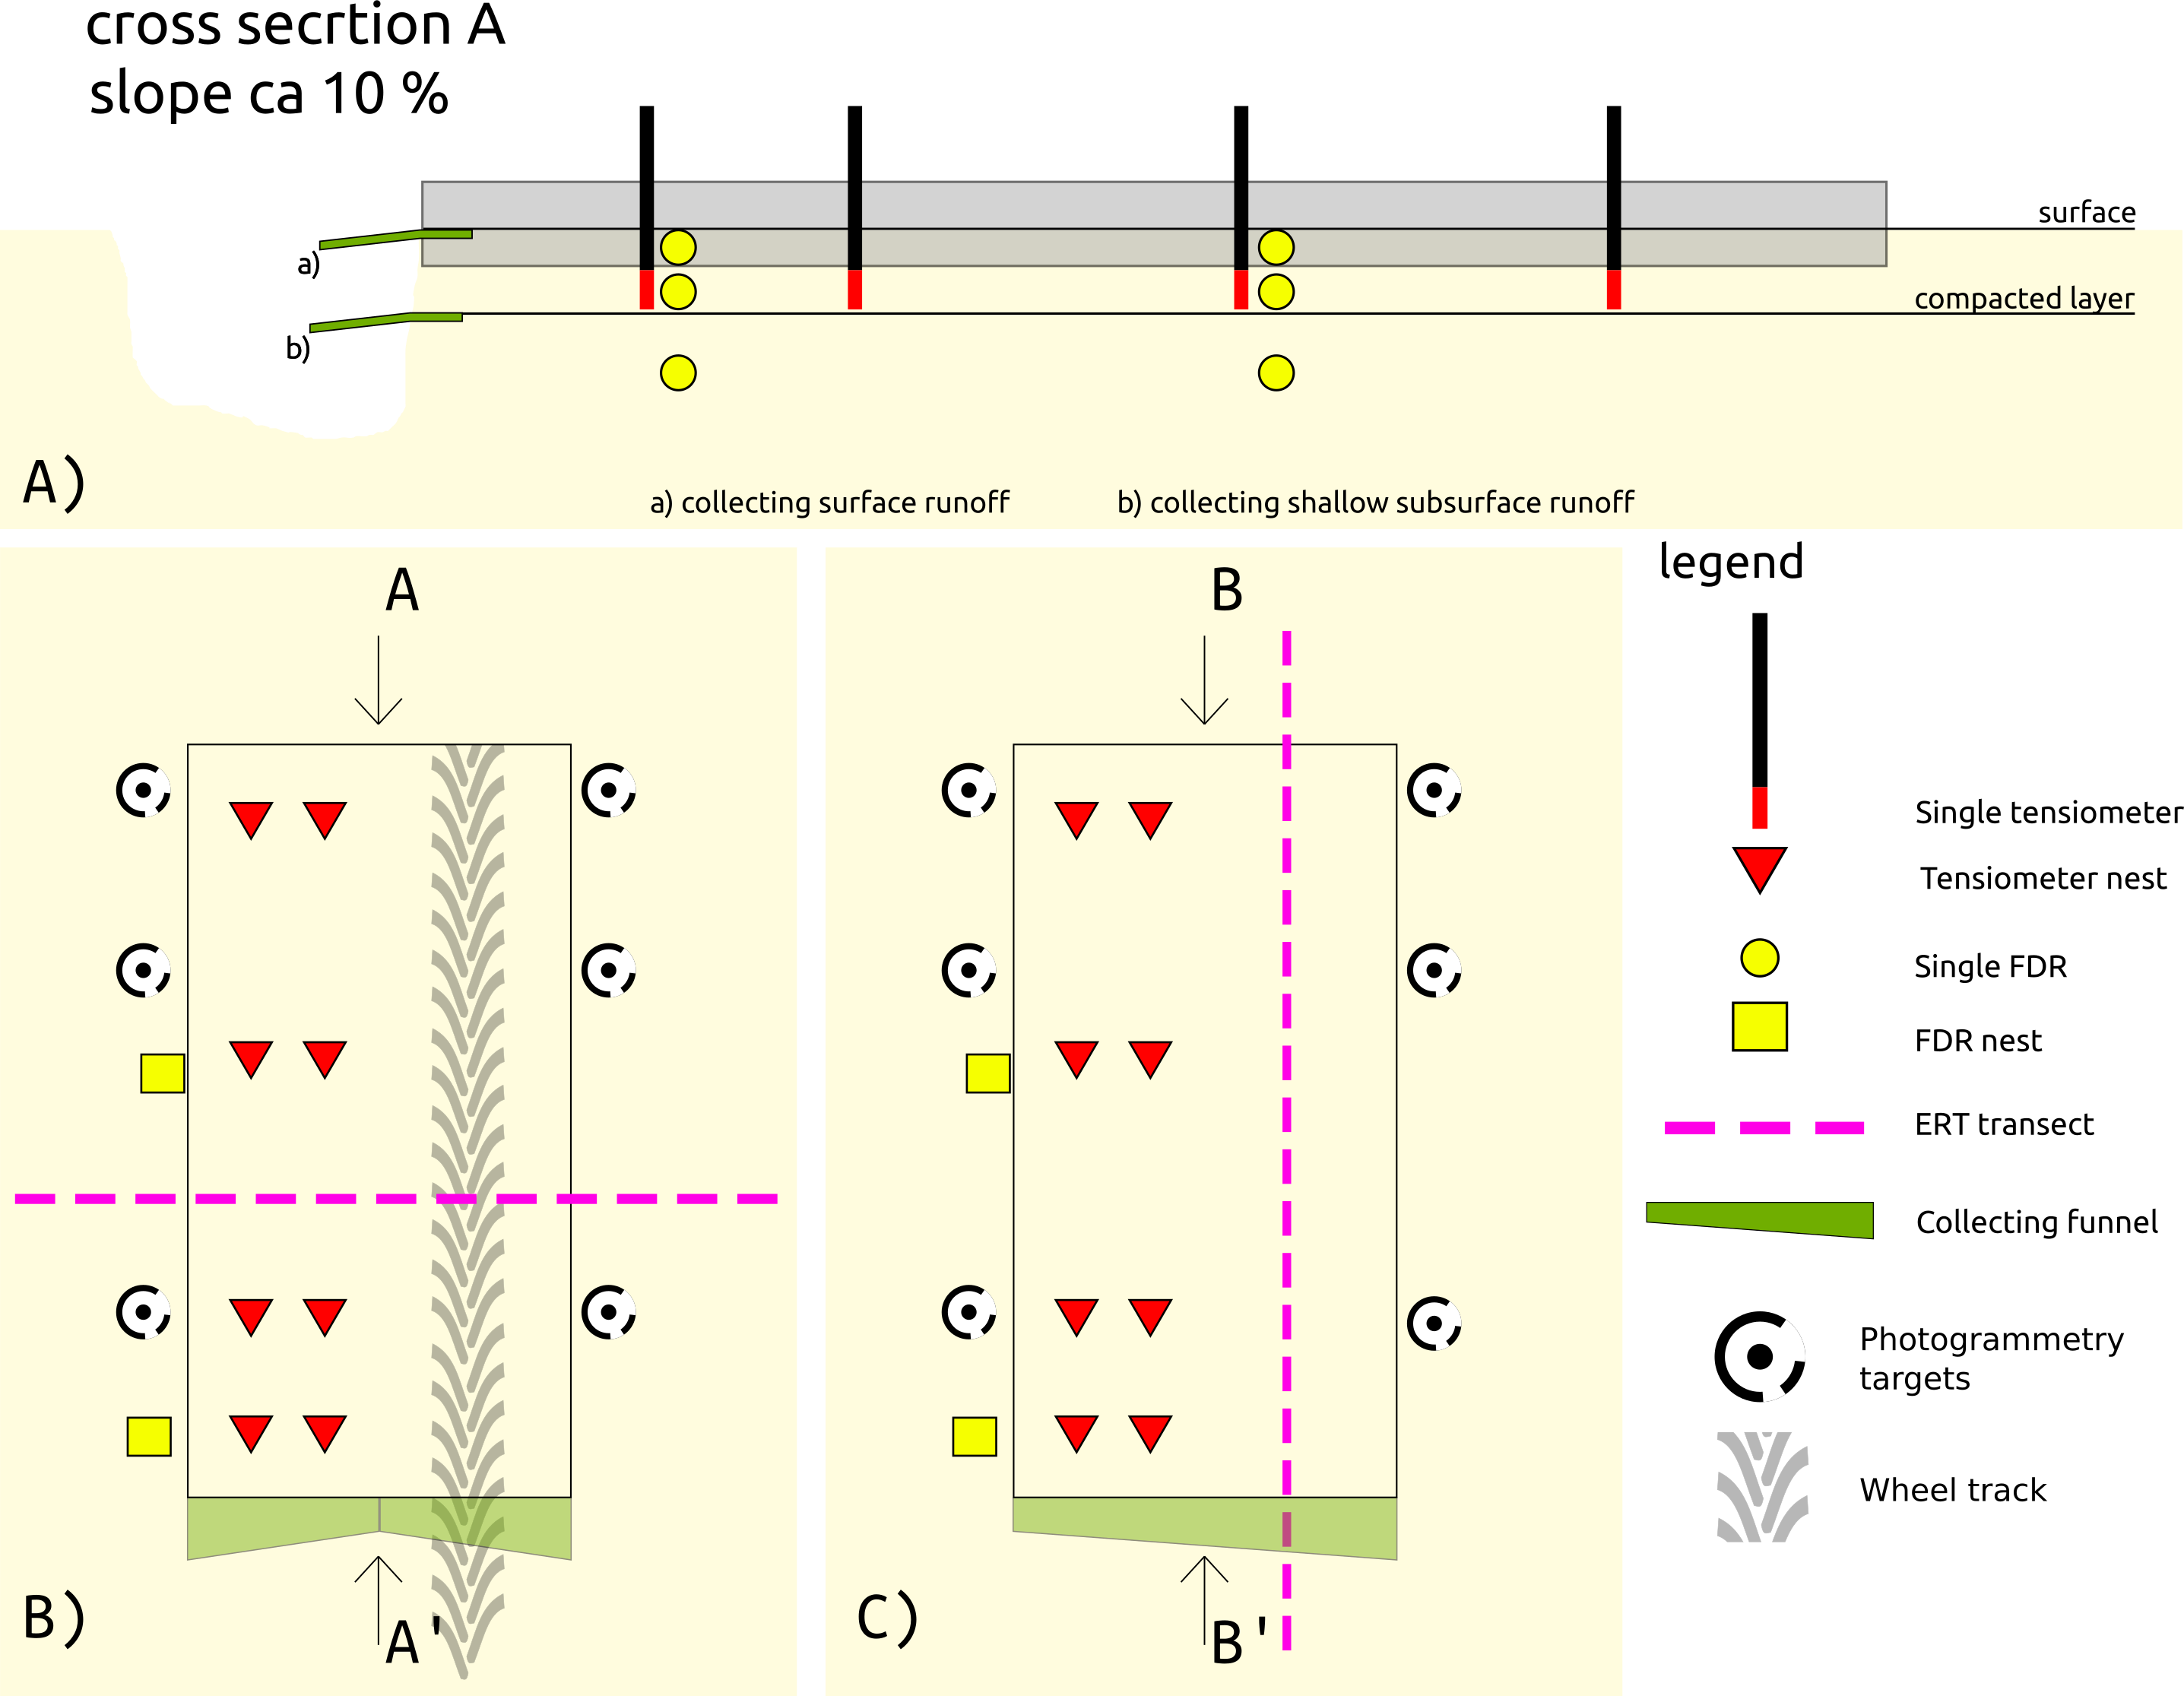 cross secrtion A
slope ca 10 %
surface
a)
compacted layer
b)
A)
a) collecting surface runoff
b) collecting shallow subsurface runoff
A
B
legend
Single tensiometer
Tensiometer nest
Single FDR
FDR nest
ERT transect
Collecting funnel
Photogrammetry
targets
Wheel track
B)
A'
C)
B'